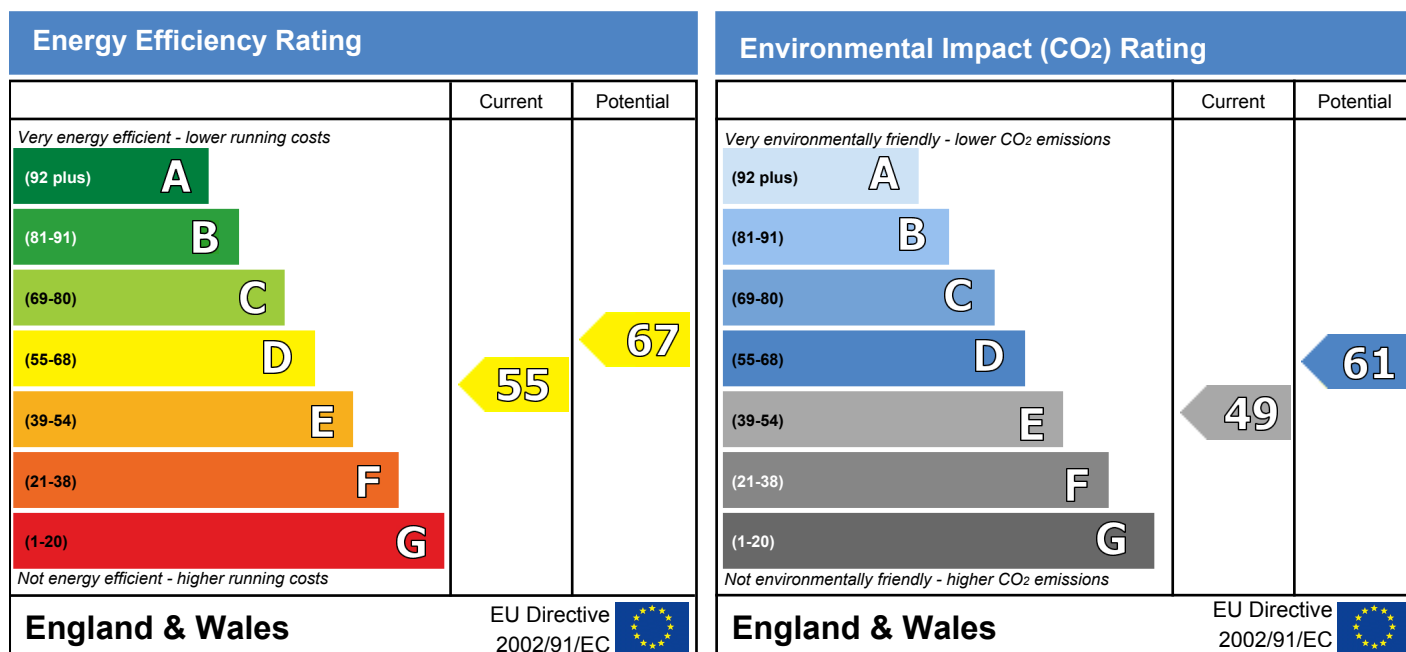 Energy Efficiency Rating
Current Potential
Very energy efficient - lower running costs
(92 plus) A
(81-91) B
(69-80) C
(55-68) D
(39-54) E
(21-38) F
(1-20) G
55
67
Not energy efficient - higher running costs
England & Wales
EU Directive
2002/91/EC
Environmental Impact (CO2) Rating
Current Potential
Very environmentally friendly - lower CO2 emissions
(92 plus) A
(81-91) B
(69-80) C
(55-68) D
(39-54) E
(21-38) F
(1-20) G
49
61
Not environmentally friendly - higher CO2 emissions
England & Wales
EU Directive
2002/91/EC